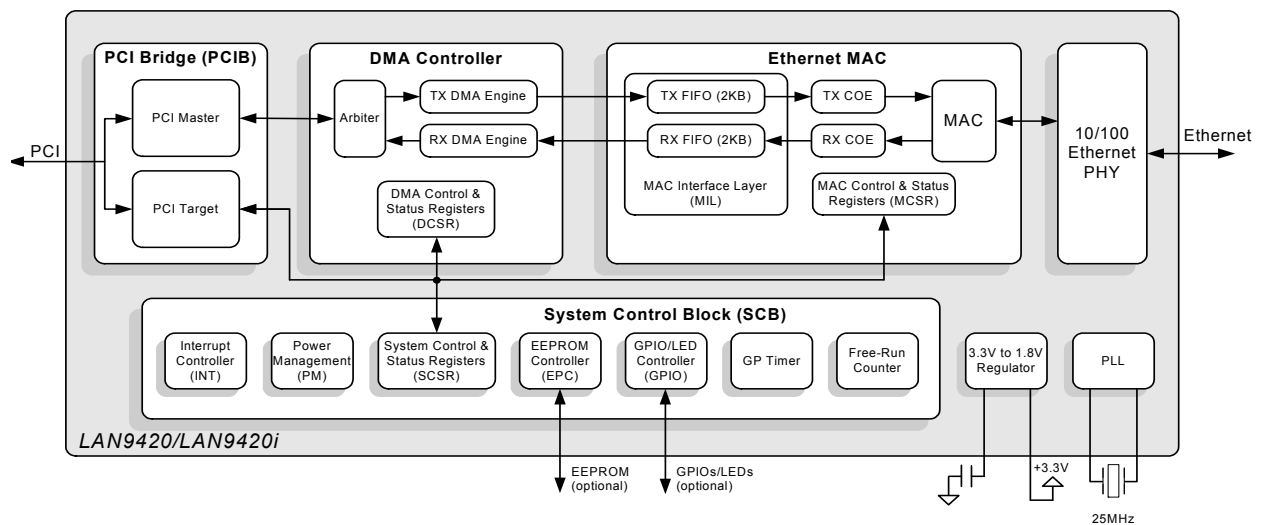 PCI Bridge (PCIB)
PCI Master
PCI Target
PCI
DMA Controller
Arbiter
TX DMA Engine
RX DMA Engine
DMA Control &
Status Registers
(DCSR)
Ethernet MAC
TX FIFO (2KB)
RX FIFO (2KB)
MAC Interface Layer
(MIL)
TX COE
RX COE
MAC
MAC Control & Status
Registers (MCSR)
10/100
Ethernet
PHY
Ethernet
System Control Block (SCB)
Interrupt
Controller
(INT)
Power
Management
(PM)
System Control &
Status Registers
(SCSR)
EEPROM
Controller
(EPC)
GPIO/LED
Controller
(GPIO)
GP Timer
Free-Run
Counter
3.3V to 1.8V
Regulator
PLL
LAN9420/LAN9420i
EEPROM
(optional)
GPIOs/LEDs
(optional)
+3.3V
25MHz